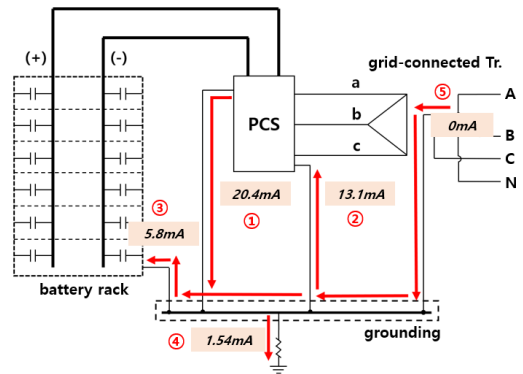 (+)
(-)
grid-connected Tr.
a
b
c
PCS
⑤
0mA
A
B
C
N
20.4mA
①
13.1mA
②
③
5.8mA
battery rack
④
1.54mA
grounding